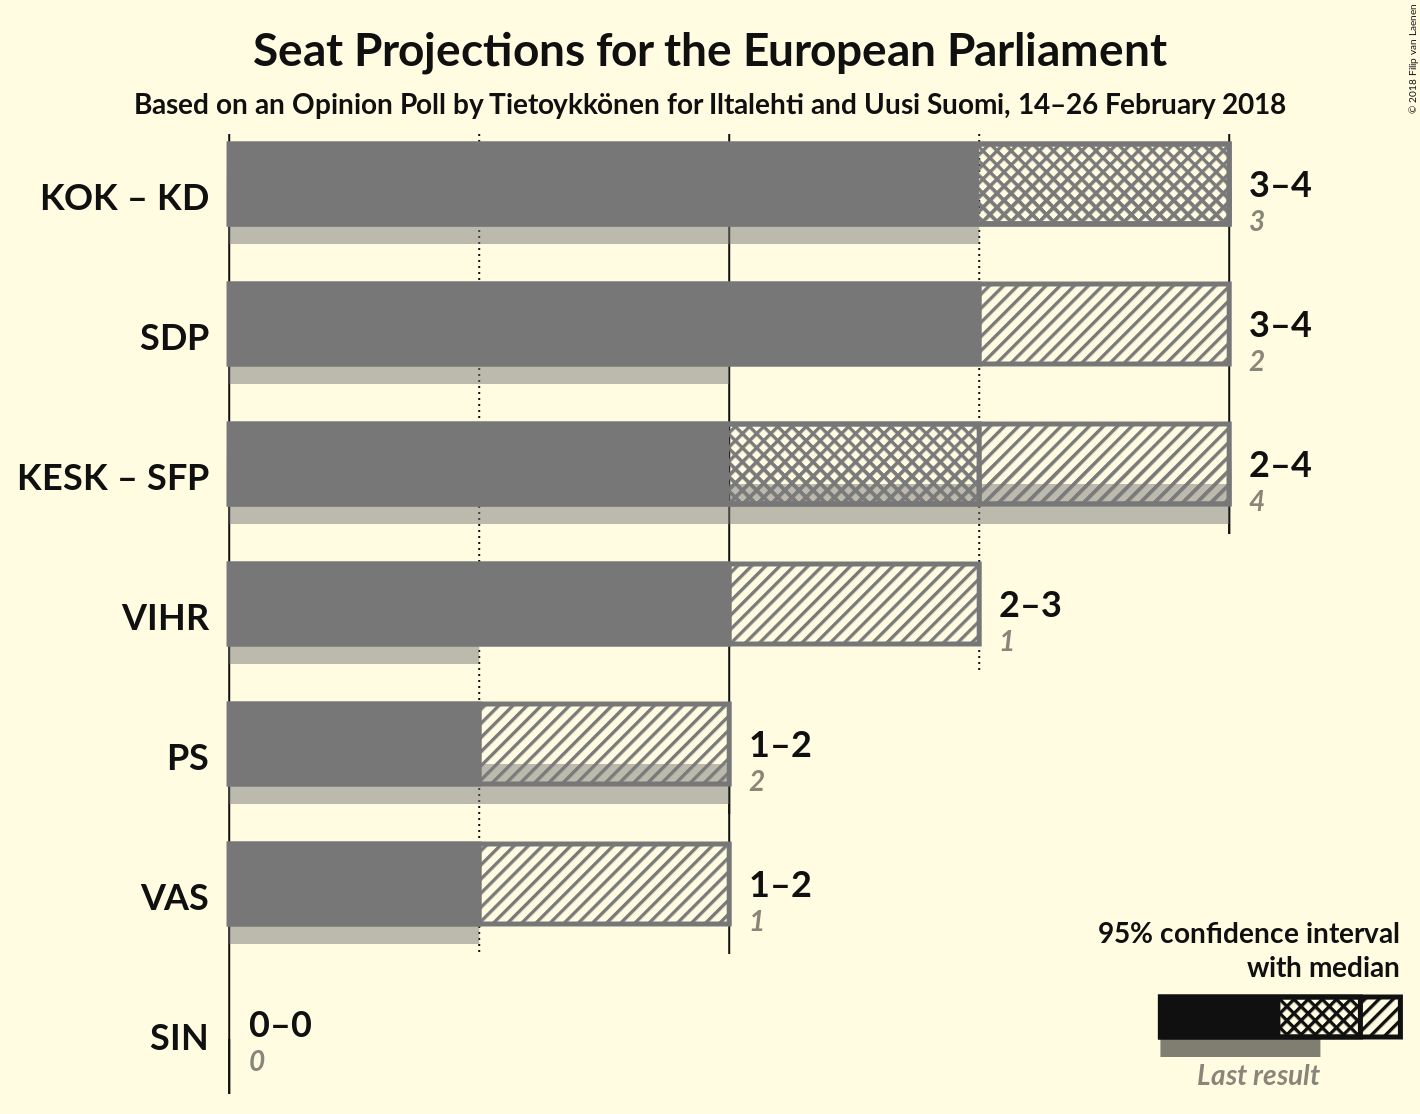 Seat Projections for the European Parliament
Based on an Opinion Poll by Tietoykkönen for Iltalehti and Uusi Suomi, 14–26 February 2018
© 2018 Filip van Laenen
KOK – KD
3–4
3
SDP
3–4
2
KESK – SFP
2–4
4
VIHR
2–3
1
PS
1–2
2
VAS
1–2
1
SIN
0–0
0
95% confidence interval
with median
Last result